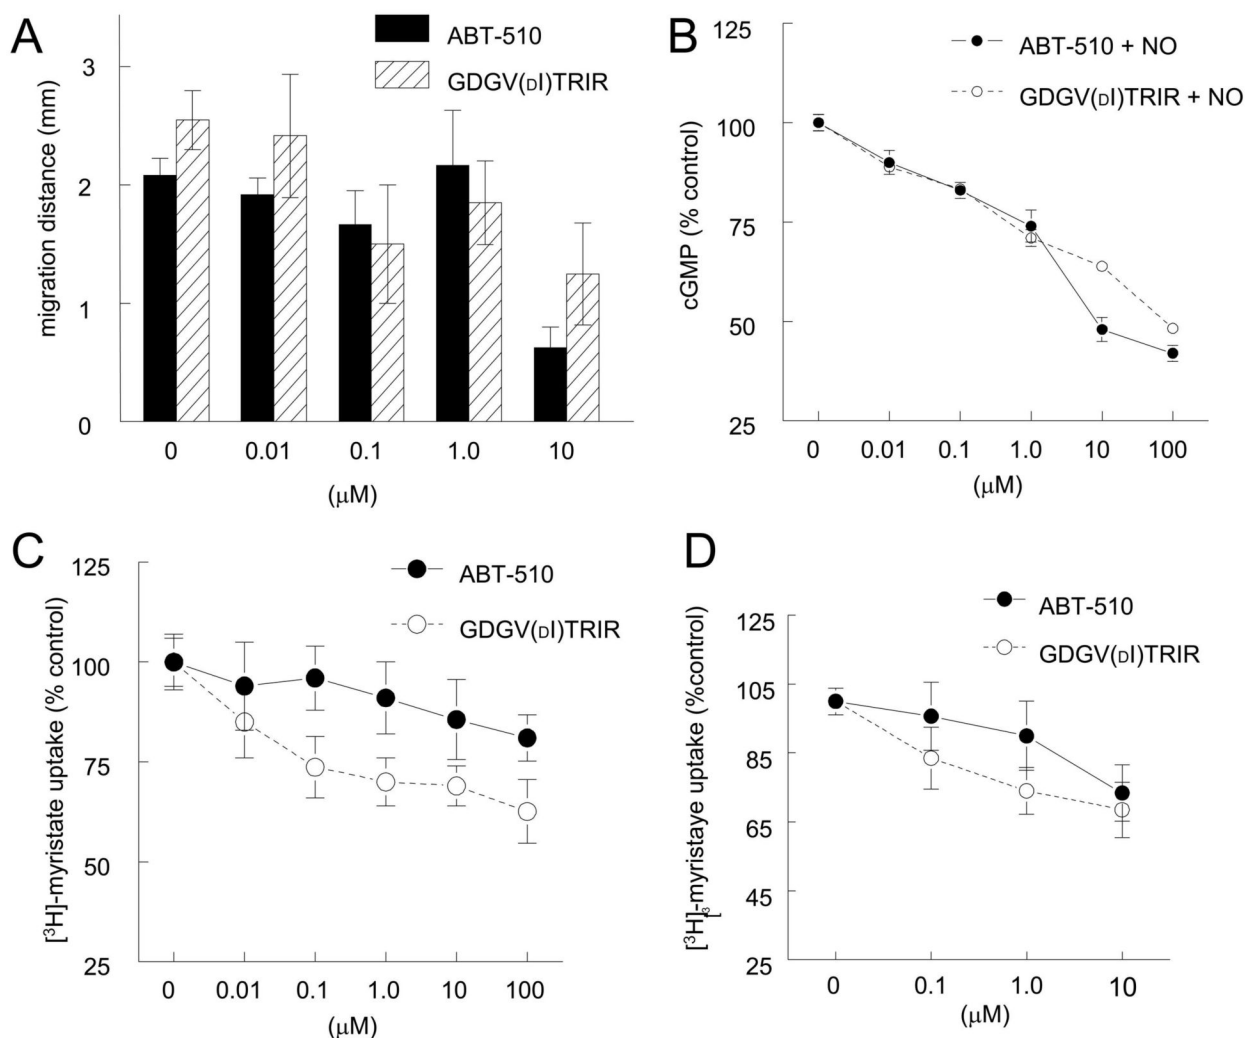 A
ABT-510
GDGV(DI)TRIR
migration distance (mm)
3
2
1
0
0 0.01 0.1 1.0 10
(μM)
B
ABT-510 + NO
GDGV(DI)TRIR + NO
cGMP (% control)
125
100
75
50
25
0 0.01 0.1 1.0 10 100
(μM)
C
ABT-510
GDGV(DI)TRIR
[³H]-myristate uptake (% control)
125
100
75
50
25
0 0.01 0.1 1.0 10 100
(μM)
D
ABT-510
GDGV(DI)TRIR
[³H]-myristaye uptake (%control)
[³
125
105
85
65
45
25
0 0.1 1.0 10
(μM)